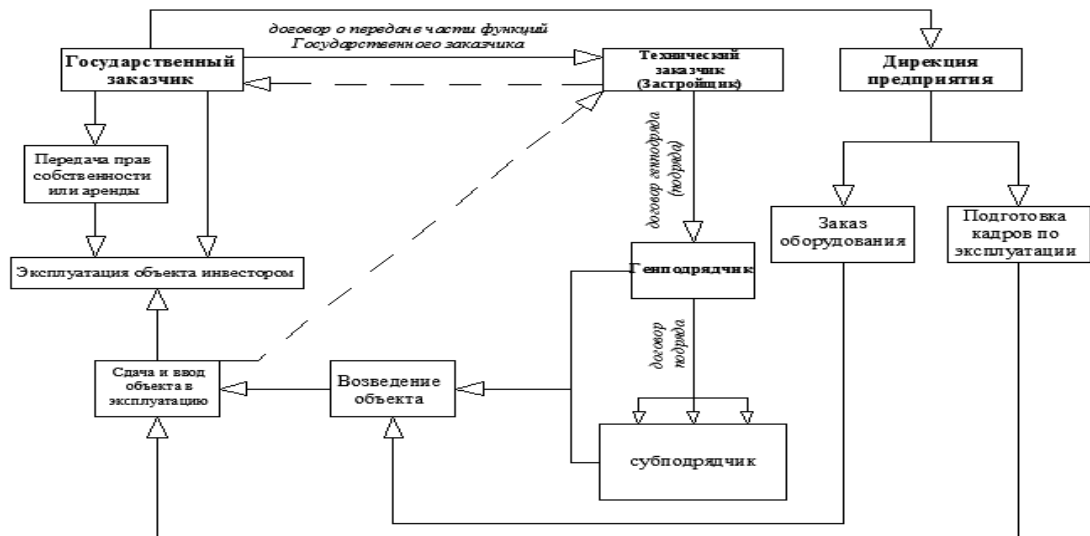 договор о передаче части функций
Государственного заказчика
Государственный
заказчик
Технический
заказчик
(Застройщик)
Дирекция
предприятия
Передача прав
собственности
или аренды
договор генподряда
(подряда)
Заказ
оборудования
Подготовка
кадров по
эксплуатации
Эксплуатация объекта инвестором
Генподрядчик
договор
подряда
Сдача и ввод
объекта в
эксплуатацию
Возведение
объекта
субподрядчик